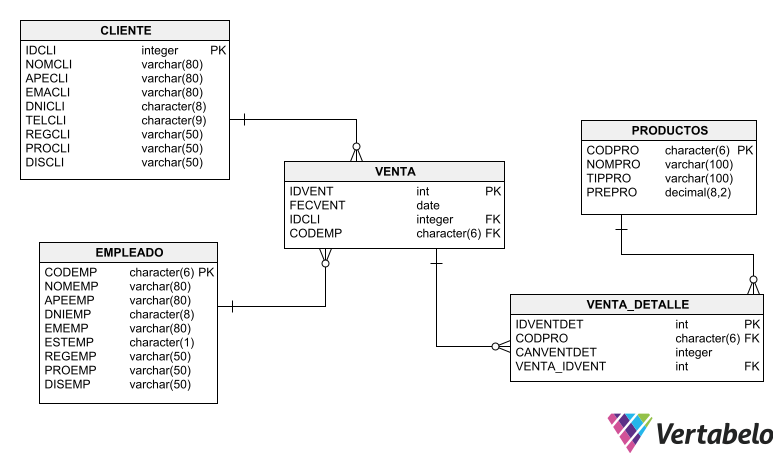 CLIENTE
IDCLI integer PK
NOMCLI varchar(80)
APECLI varchar(80)
EMACLI varchar(80)
DNICLI character(8)
TELCLI character(9)
REGCLI varchar(50)
PROCLI varchar(50)
DISCLI varchar(50)
VENTA
IDVENT int PK
FECVENT date
IDCLI integer FK
CODEMP character(6) FK
PRODUCTOS
CODPRO character(6) PK
NOMPRO varchar(100)
TIPPRO varchar(100)
PREPRO decimal(8,2)
EMPLEADO
CODEMP character(6) PK
NOMEMP varchar(80)
APEEMP varchar(80)
DNIEMP character(8)
EMEMP varchar(80)
ESTEMP character(1)
REGEMP varchar(50)
PROEMP varchar(50)
DISEMP varchar(50)
VENTA_DETALLE
IDVENTDET int PK
CODPRO character(6) FK
CANVENTDET integer
VENTA_IDVENT int FK
Vertabelo